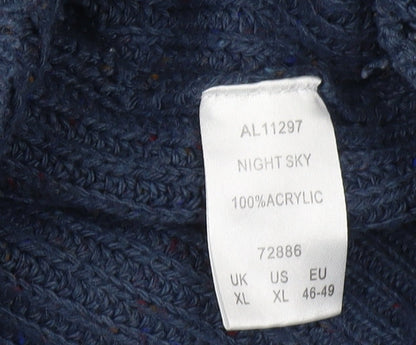 AL11297
NIGHT SKY
100%ACRYLIC
72886
UK US EU
XL XL 46-49